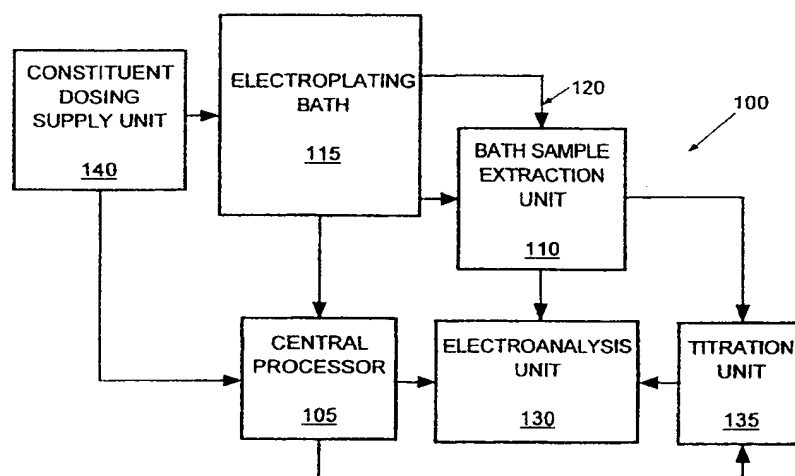 CONSTITUENT
DOSING
SUPPLY UNIT
140
ELECTROPLATING
BATH
115
120
100
BATH SAMPLE
EXTRACTION
UNIT
110
CENTRAL
PROCESSOR
105
ELECTROANALYSIS
UNIT
130
TITRATION
UNIT
135